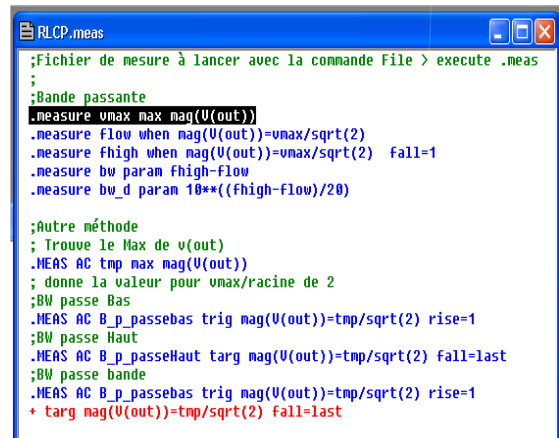 RLCP.meas
;Fichier de mesure à lancer avec la commande File > execute .meas
;
;Bande passante
.measure vmax max mag(V(out))
.measure flow when mag(V(out))=vmax/sqrt(2)
.measure fhigh when mag(V(out))=vmax/sqrt(2)  fall=1
.measure bw param fhigh-flow
.measure bw_d param 10**((fhigh-flow)/20)
;Autre méthode
; Trouve le Max de v(out)
.MEAS AC tmp max mag(V(out))
; donne la valeur pour vmax/racine de 2
;BW passe Bas
.MEAS AC B_p_passebas trig mag(V(out))=tmp/sqrt(2) rise=1
;BW passe Haut
.MEAS AC B_p_passeHaut targ mag(V(out))=tmp/sqrt(2) fall=last
;BW passe bande
.MEAS AC B_p_passebas trig mag(V(out))=tmp/sqrt(2) rise=1
+ targ mag(V(out))=tmp/sqrt(2) fall=last